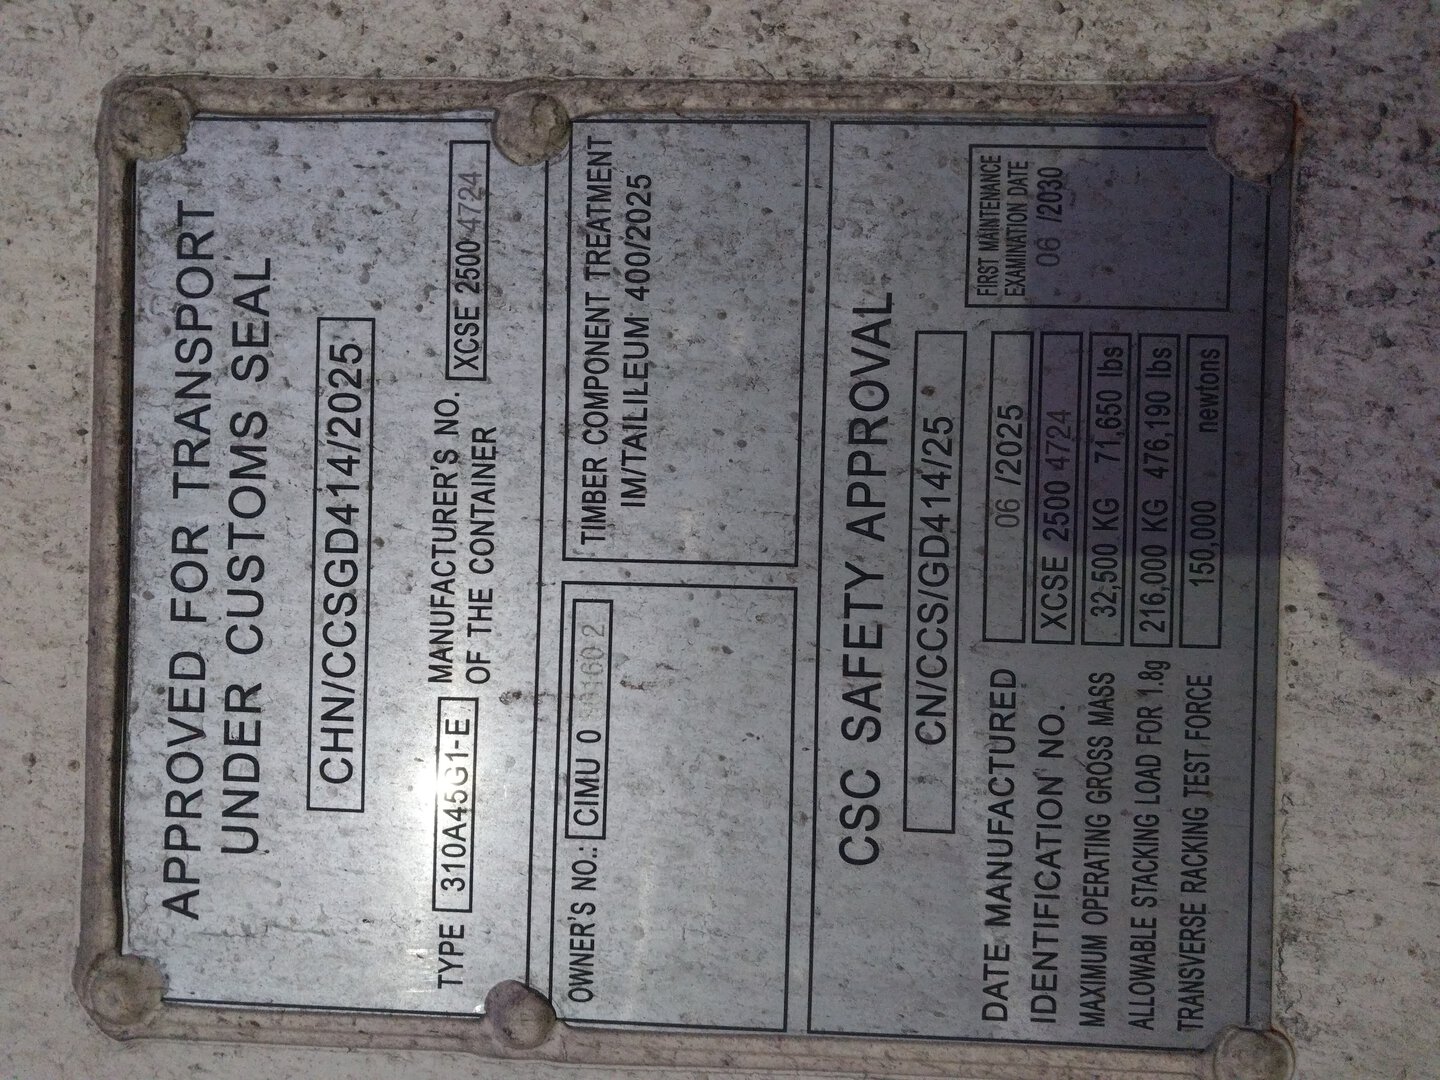 APPROVED FOR TRANSPORT
UNDER CUSTOMS SEAL
CHN/CCSGD414/2025
TYPE 310A45G1-E MANUFACTURER'S NO. OF THE CONTAINER XCSE 2500 4724
OWNER'S NO.: CIMU 0
TIMBER COMPONENT TREATMENT
IM/TAILILEUM 400/2025
CSC SAFETY APPROVAL
CN/CCS/GD414/25
DATE MANUFACTURED 06 /2025
IDENTIFICATION NO. XCSE 2500 4724
MAXIMUM OPERATING GROSS MASS 32,500 KG 71,650 lbs
ALLOWABLE STACKING LOAD FOR 1.8g 216,000 KG 476,190 lbs
TRANSVERSE RACKING TEST FORCE 150,000 newtons
FIRST MAINTENANCE
EXAMINATION DATE
06 /2030